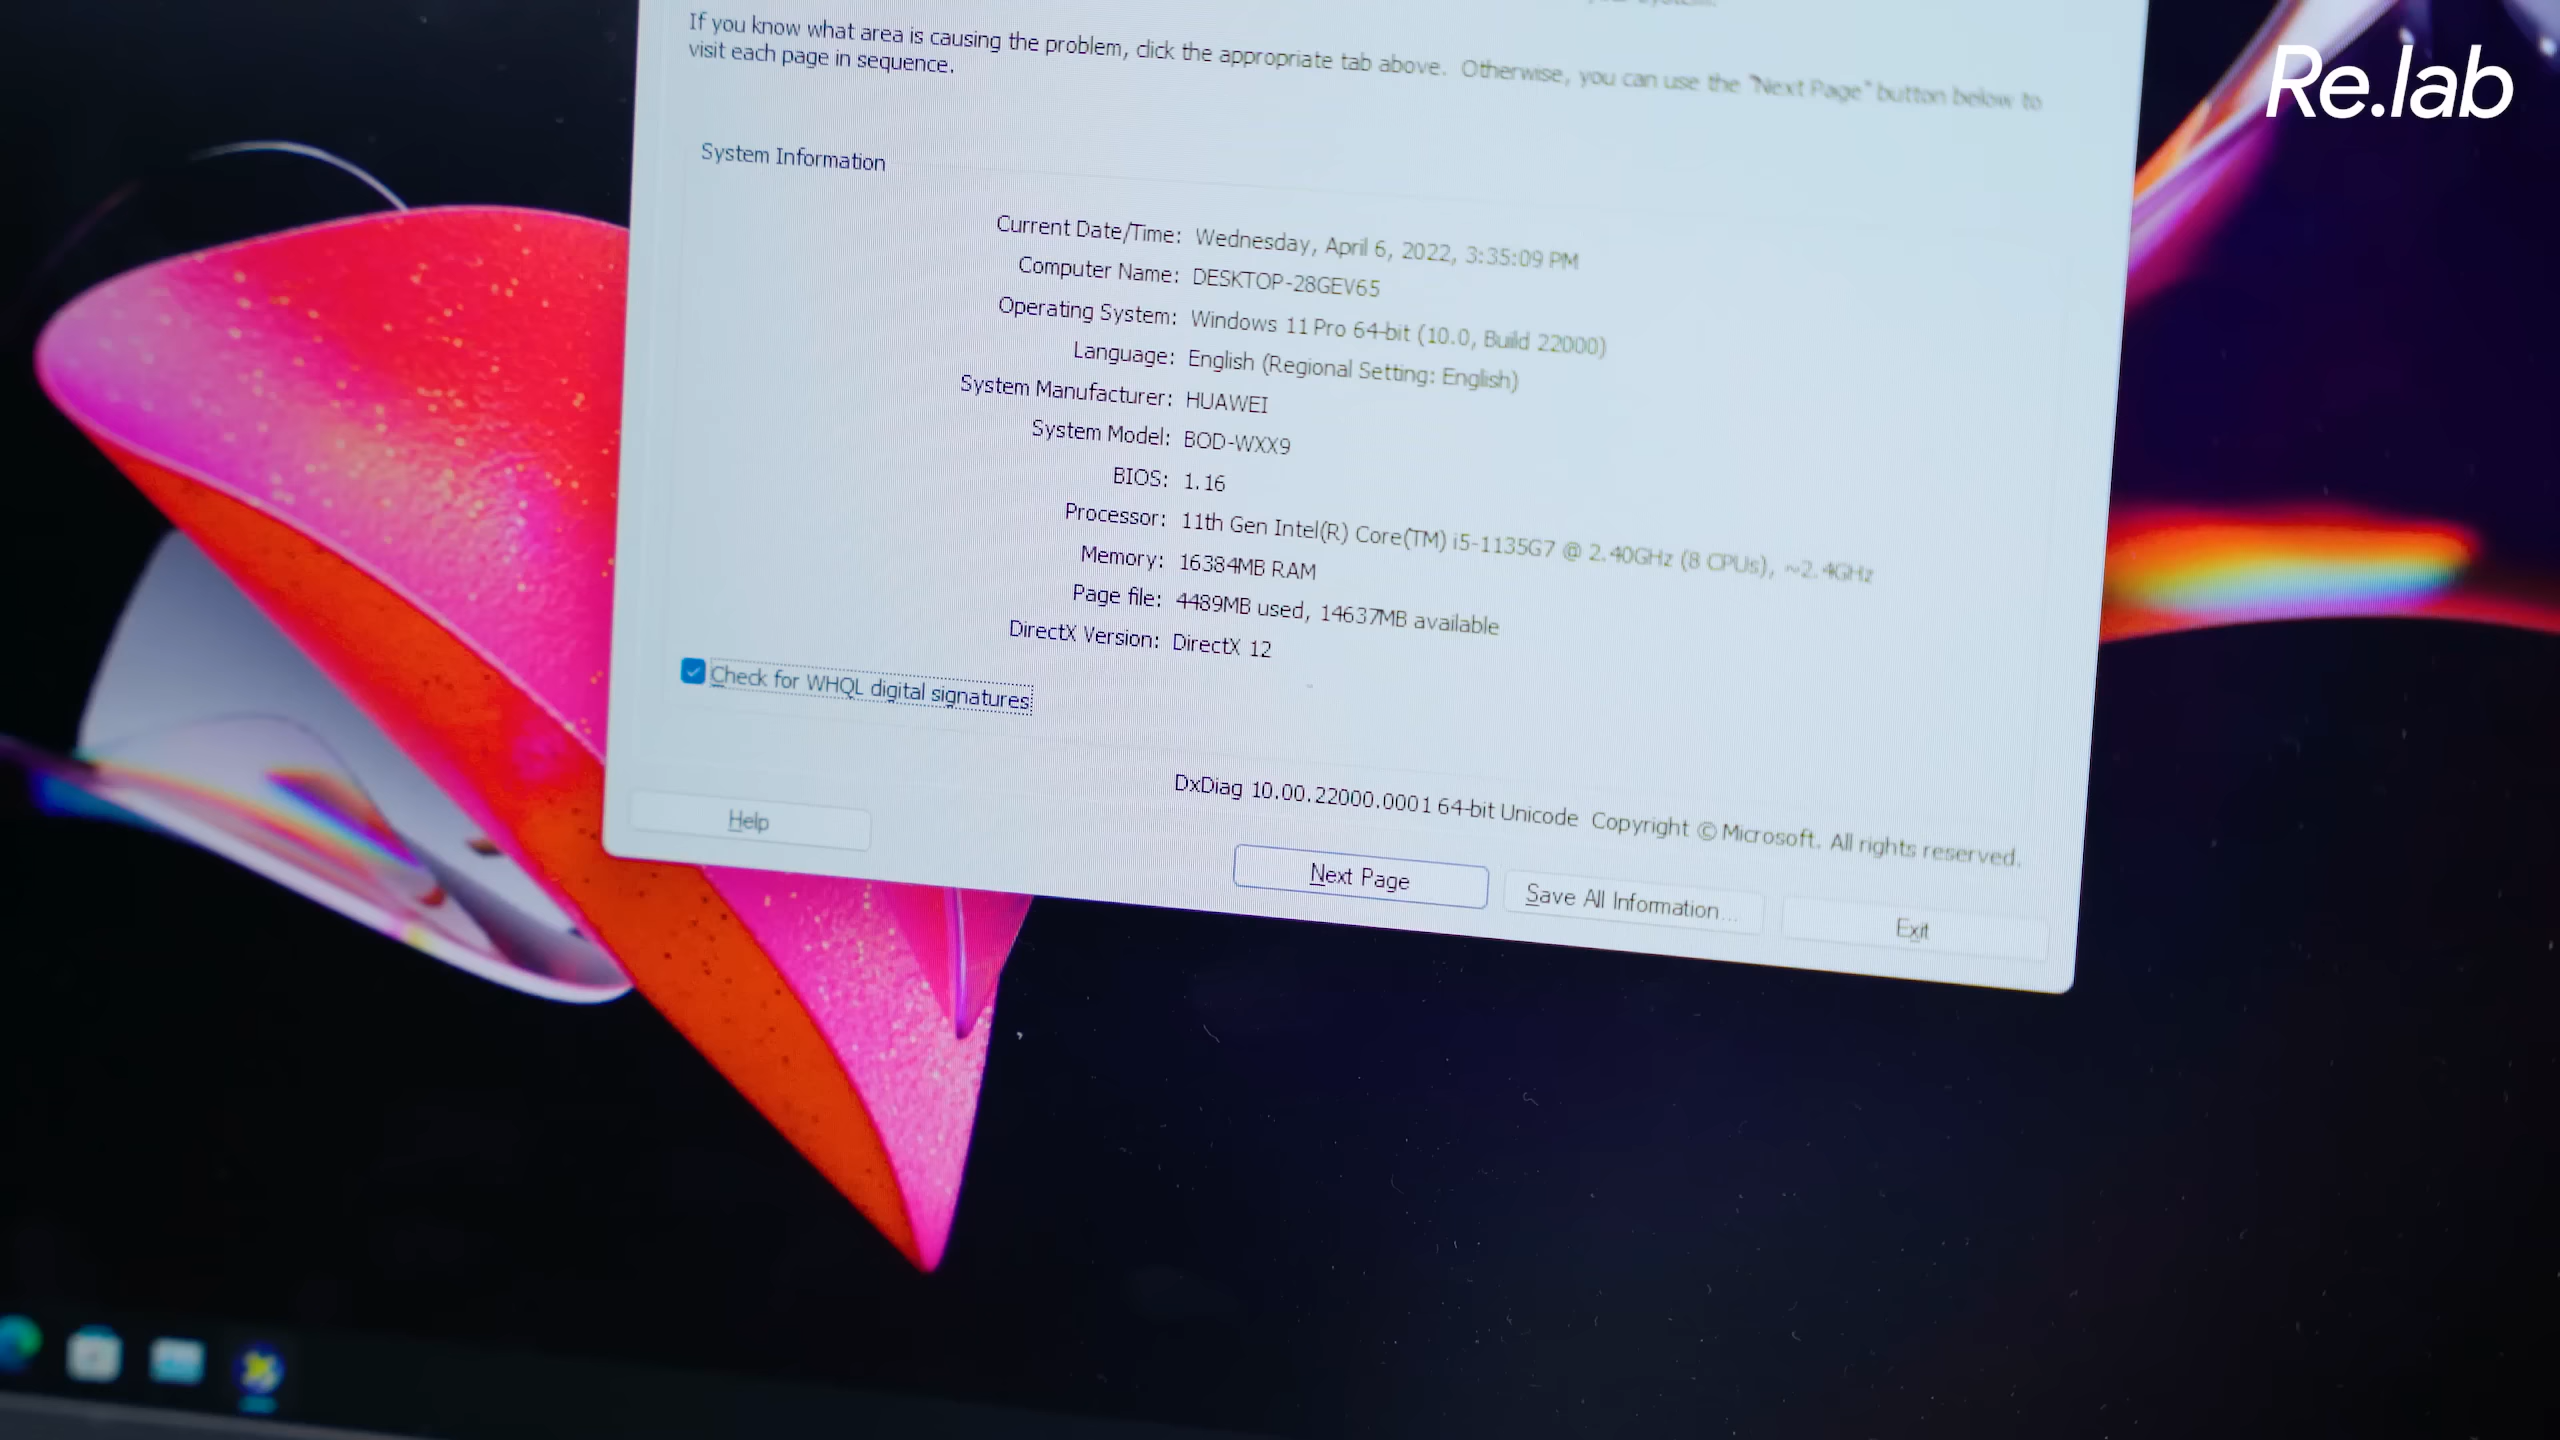 If you know what area is causing the problem, click the appropriate tab above. Otherwise, you can use the "Next Page" button below to
visit each page in sequence.
Re.lab
System Information
Current Date/Time: Wednesday, April 6, 2022, 3:35:09 PM
Computer Name: DESKTOP-28GEV65
Operating System: Windows 11 Pro 64-bit (10.0, Build 22000)
Language: English (Regional Setting: English)
System Manufacturer: HUAWEI
System Model: BOD-WXX9
BIOS: 1.16
Processor: 11th Gen Intel(R) Core(TM) i5-1135G7 @ 2.40GHz (8 CPUs), ~2.4GHz
Memory: 16384MB RAM
Page file: 4489MB used, 14637MB available
DirectX Version: DirectX 12
Check for WHQL digital signatures
DxDiag 10.00.22000.0001 64-bit Unicode Copyright © Microsoft. All rights reserved.
Help
Next Page
Save All Information...
Exit